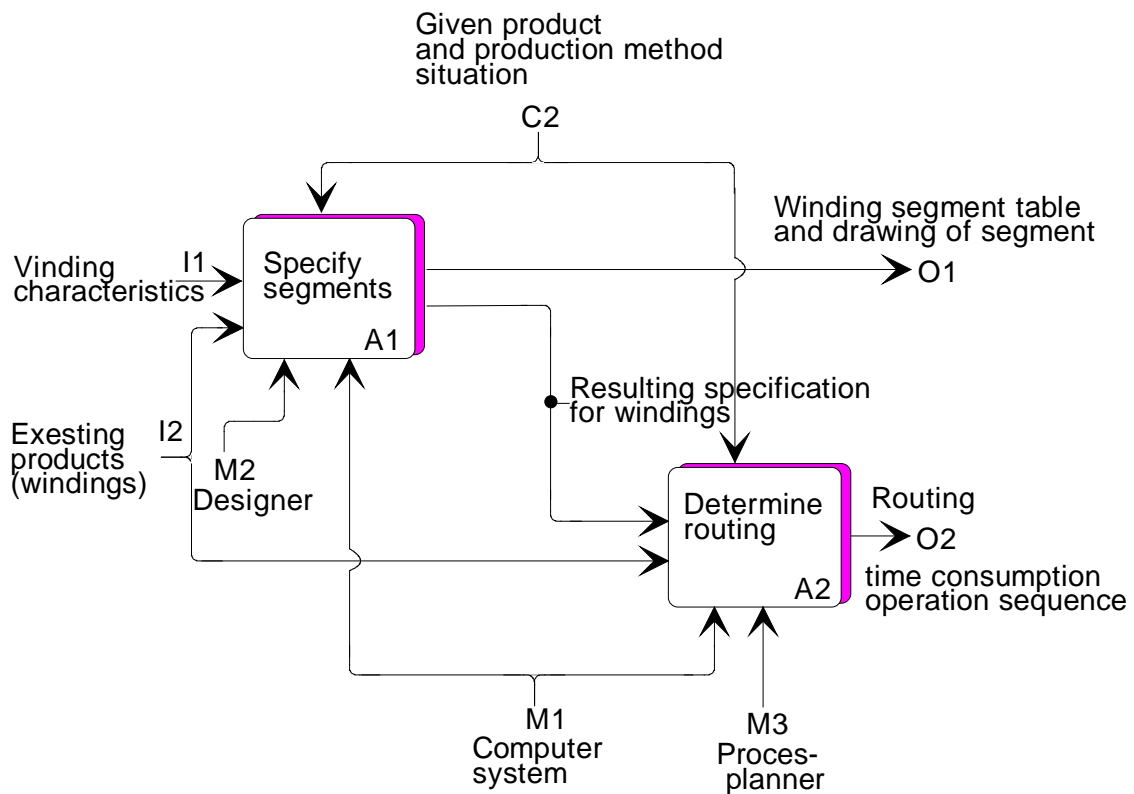 Given product
and production method
situation
C2
Winding segment table
and drawing of segment
O1
Vinding
characteristics
I1
Specify
segments
A1
Resulting specification
for windings
Exesting
products
(windings)
I2
M2
Designer
Determine
routing
A2
Routing
O2
time consumption
operation sequence
M1
Computer
system
M3
Proces-
planner